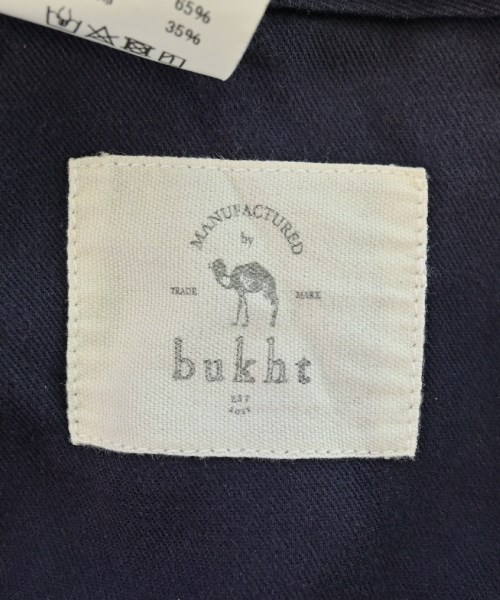 65%
35%
MANUFACTURED
by
TRADE MARK
bukht
EST